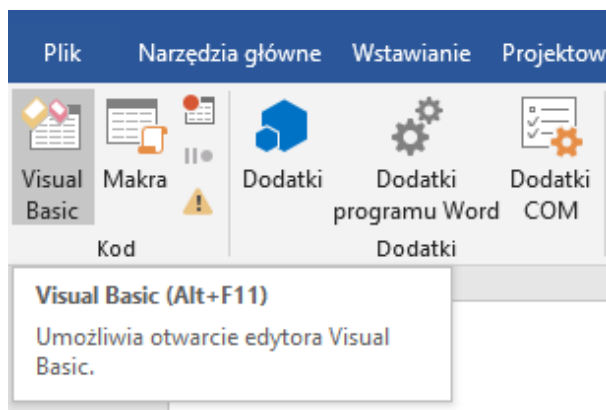 Plik Narzędzia główne Wstawianie Projektow
Visual Basic
Makra
Dodatki
Dodatki programu Word
Dodatki COM
Kod
Dodatki
Visual Basic (Alt+F11)
Umożliwia otwarcie edytora Visual
Basic.